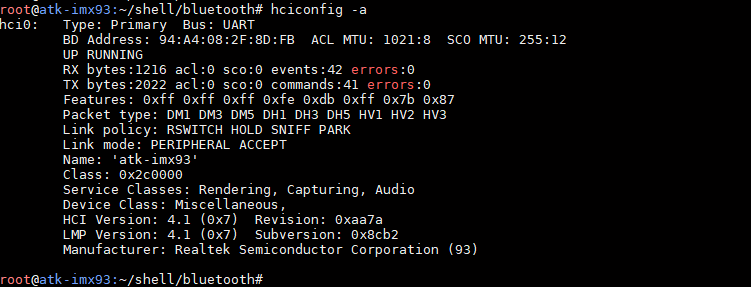 root@atk-imx93:~/shell/bluetooth# hciconfig -a
hci0:   Type: Primary  Bus: UART
        BD Address: 94:A4:08:2F:8D:FB  ACL MTU: 1021:8  SCO MTU: 255:12
        UP RUNNING
        RX bytes:1216 acl:0 sco:0 events:42 errors:0
        TX bytes:2022 acl:0 sco:0 commands:41 errors:0
        Features: 0xff 0xff 0xff 0xfe 0xdb 0xff 0x7b 0x87
        Packet type: DM1 DM3 DM5 DH1 DH3 DH5 HV1 HV2 HV3
        Link policy: RSWITCH HOLD SNIFF PARK
        Link mode: PERIPHERAL ACCEPT
        Name: 'atk-imx93'
        Class: 0x2c0000
        Service Classes: Rendering, Capturing, Audio
        Device Class: Miscellaneous,
        HCI Version: 4.1 (0x7)  Revision: 0xaa7a
        LMP Version: 4.1 (0x7)  Subversion: 0x8cb2
        Manufacturer: Realtek Semiconductor Corporation (93)
root@atk-imx93:~/shell/bluetooth#